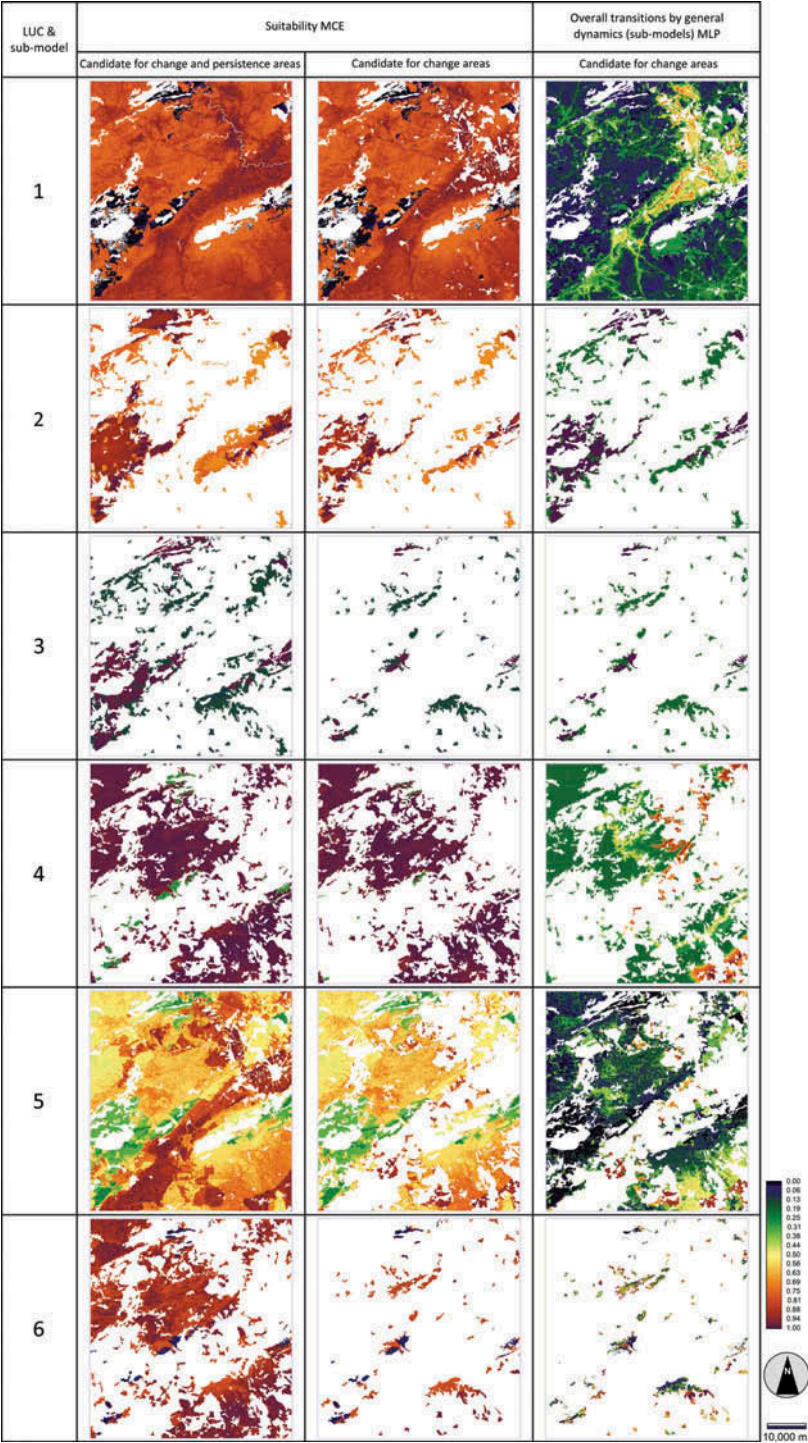 LUC &
sub-model
Suitability MCE
Overall transitions by general
dynamics (sub-models) MLP
Candidate for change and persistence areas
Candidate for change areas
Candidate for change areas
1
2
3
4
5
6
0.00
0.06
0.13
0.19
0.25
0.31
0.38
0.44
0.50
0.56
0.63
0.69
0.75
0.81
0.88
0.94
1.00
N
10,000 m